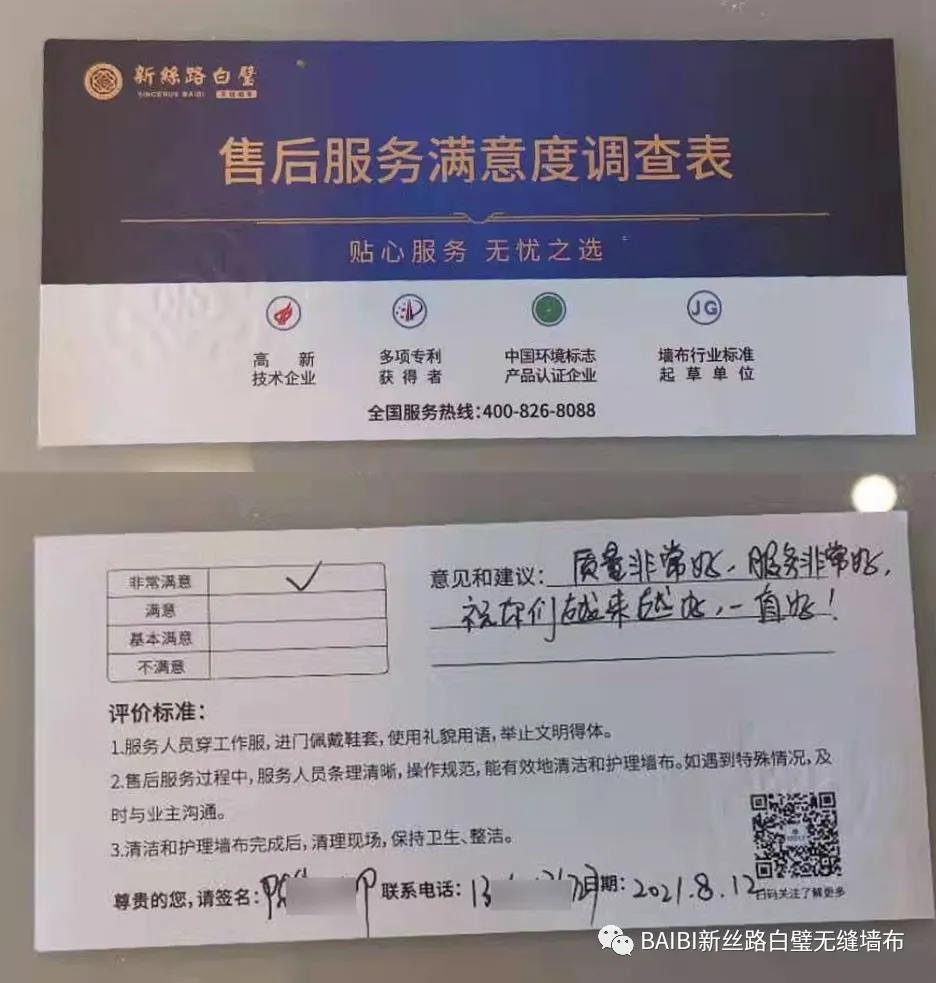 新絲路白璧
SINCERUS BAIBI 无缝墙布
售后服务满意度调查表
贴心服务 无忧之选
JG
高 新 多项专利 中国环境标志 墙布行业标准
技术企业 获 得 者 产品认证企业 起 草 单 位
全国服务热线:400-826-8088
非常满意 ✓
满意
基本满意
不满意
意见和建议: 质量非常好,服务非常好,
祝你们越来越好,一直好!
评价标准:
1.服务人员穿工作服,进门佩戴鞋套,使用礼貌用语,举止文明得体。
2.售后服务过程中,服务人员条理清晰,操作规范,能有效地清洁和护理墙布。如遇到特殊情况,及
时与业主沟通。
3.清洁和护理墙布完成后,清理现场,保持卫生、整洁。
尊贵的您,请签名: 联系电话:13 日期:2021.8.12
扫码关注了解更多
BAIBI新丝路白璧无缝墙布